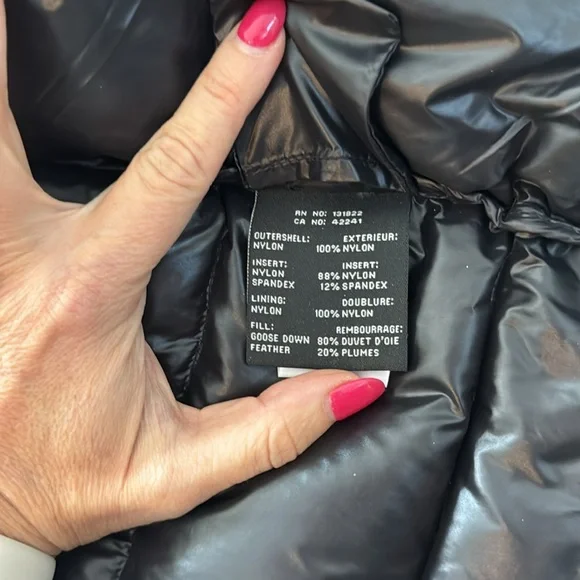 RN NO: 131822
CA NO: 42241
OUTERSHELL: EXTERIEUR:
NYLON 100% NYLON
INSERT: INSERT:
NYLON 88% NYLON
SPANDEX 12% SPANDEX
LINING: DOUBLURE:
NYLON 100% NYLON
FILL: REMBOURRAGE:
GOOSE DOWN 80% DUVET D'OIE
FEATHER 20% PLUMES